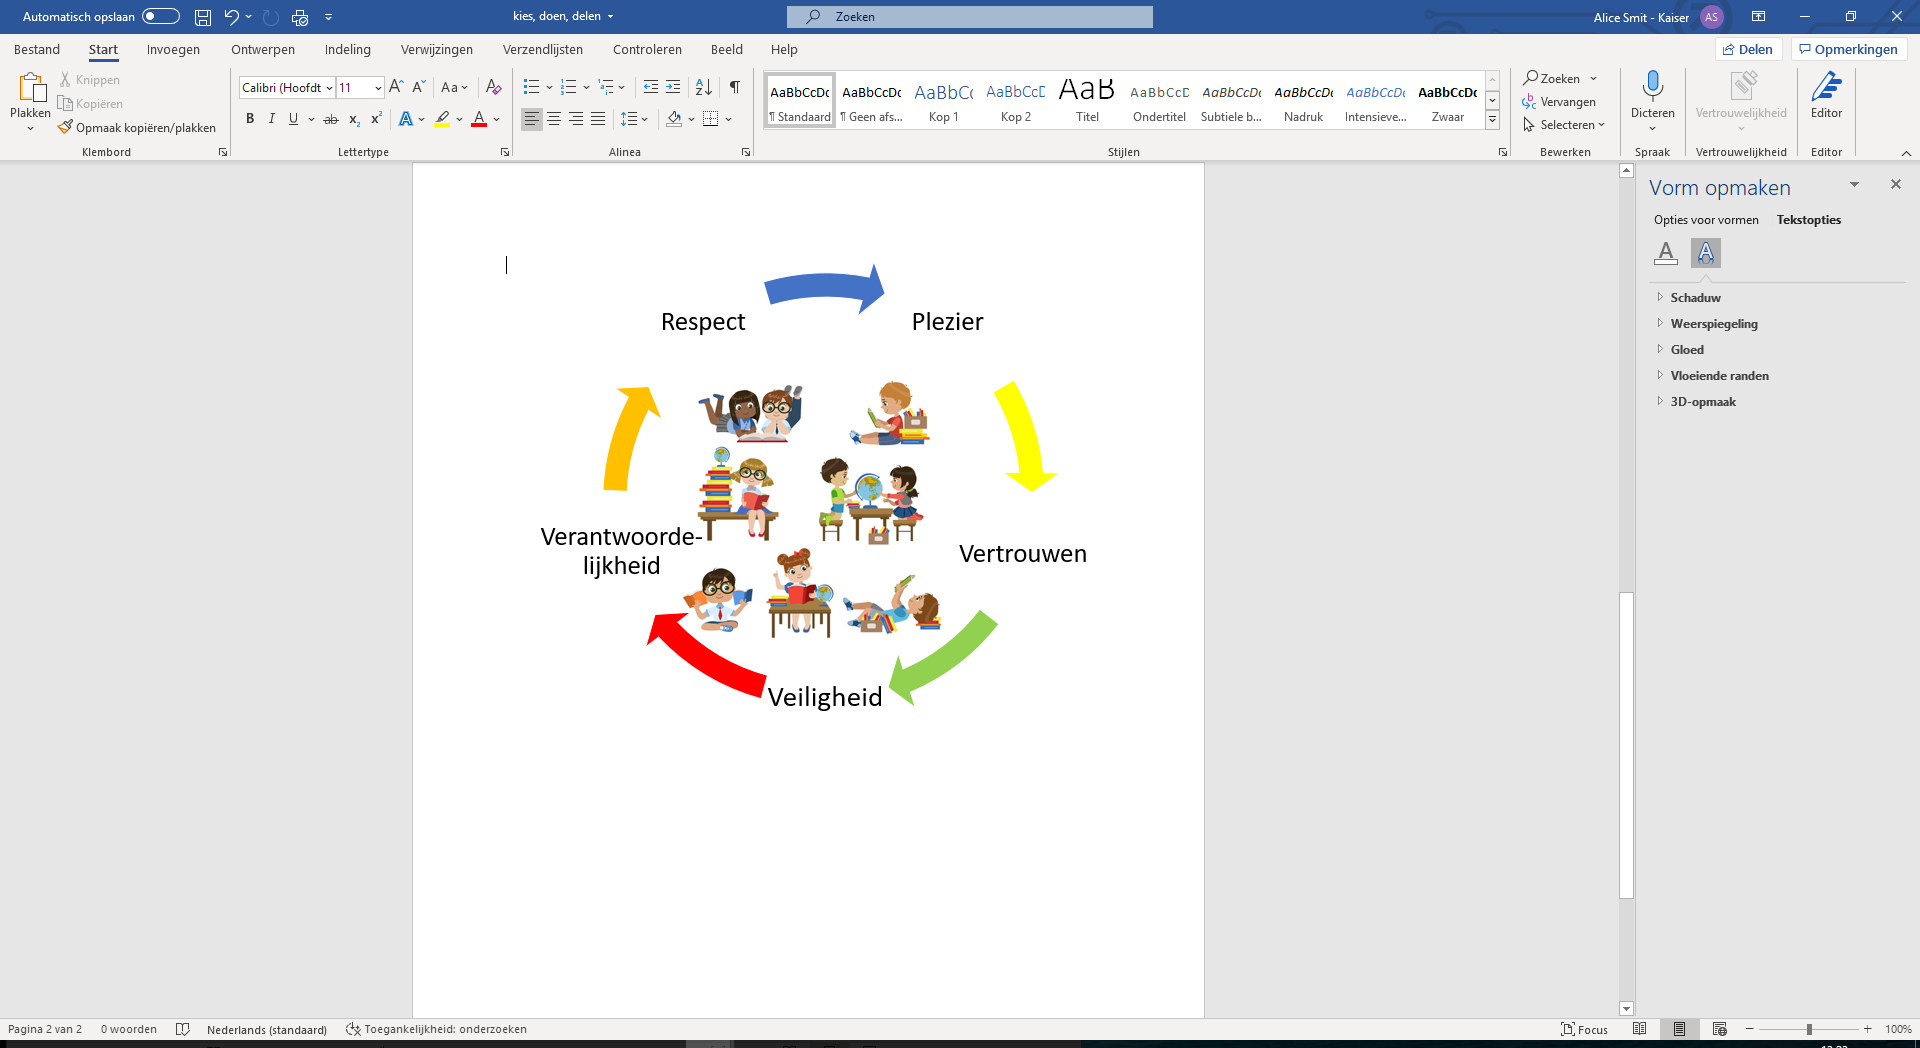 Automatisch opslaan
kies, doen, delen
Zoeken
Alice Smit - Kaiser
AS
Bestand Start Invoegen Ontwerpen Indeling Verwijzingen Verzendlijsten Controleren Beeld Help
Delen
Opmerkingen
Plakken
Knippen
Kopiëren
Opmaak kopiëren/plakken
Klembord
Calibri (Hoofdt 11
Aa
B I U ab x₂ x²
Lettertype
Alinea
AaBbCcDc AaBbCcDc AaBbCc AaBbCcD AaB AaBbCcD AaBbCcDc AaBbCcDc AaBbCcDc AaBbCcDc
¶ Standaard ¶ Geen afs... Kop 1 Kop 2 Titel Ondertitel Subtiele b... Nadruk Intensieve... Zwaar
Stijlen
Zoeken
Vervangen
Selecteren
Bewerken
Dicteren
Spraak
Vertrouwelijkheid
Vertrouwelijkheid
Editor
Editor
Respect
Plezier
Verantwoorde-
lijkheid
Vertrouwen
Veiligheid
Vorm opmaken
Opties voor vormen Tekstopties
Schaduw
Weerspiegeling
Gloed
Vloeiende randen
3D-opmaak
Pagina 2 van 2 0 woorden Nederlands (standaard) Toegankelijkheid: onderzoeken
Focus
100%